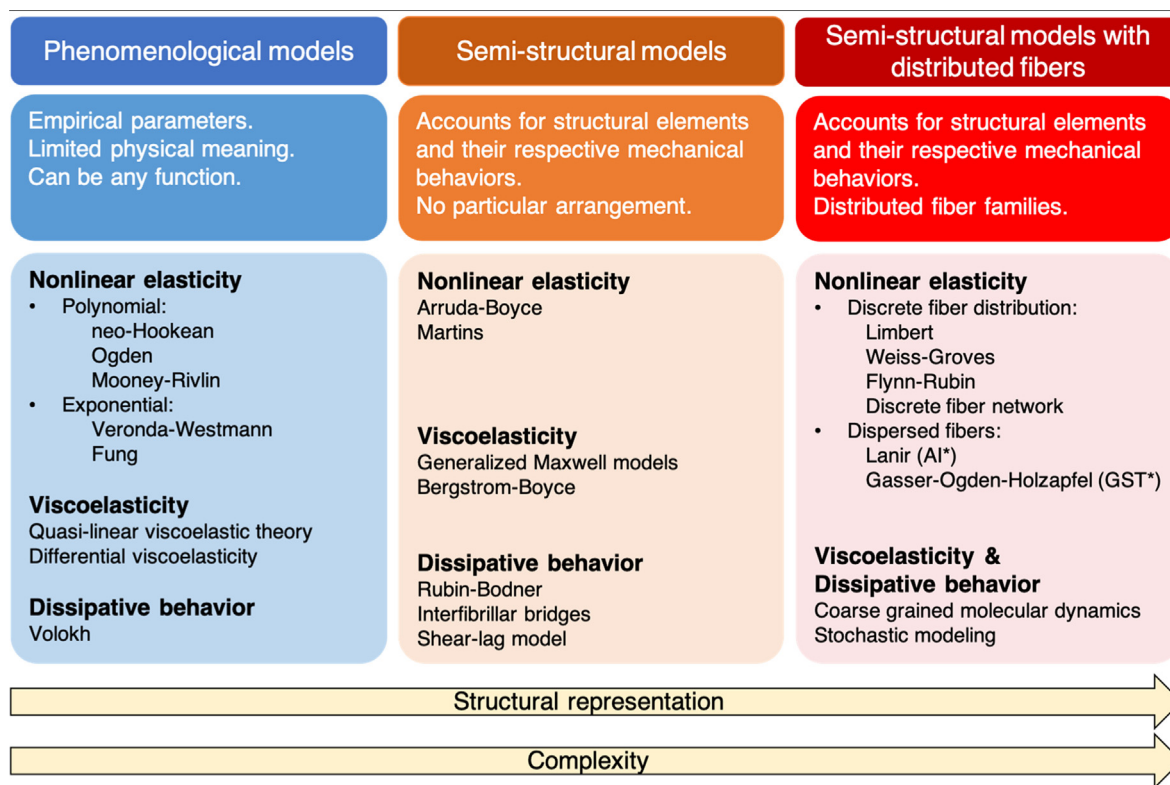 Phenomenological models
Empirical parameters.
Limited physical meaning.
Can be any function.
Nonlinear elasticity
• Polynomial:
neo-Hookean
Ogden
Mooney-Rivlin
• Exponential:
Veronda-Westmann
Fung
Viscoelasticity
Quasi-linear viscoelastic theory
Differential viscoelasticity
Dissipative behavior
Volokh
Semi-structural models
Accounts for structural elements
and their respective mechanical
behaviors.
No particular arrangement.
Nonlinear elasticity
Arruda-Boyce
Martins
Viscoelasticity
Generalized Maxwell models
Bergstrom-Boyce
Dissipative behavior
Rubin-Bodner
Interfibrillar bridges
Shear-lag model
Semi-structural models with
distributed fibers
Accounts for structural elements
and their respective mechanical
behaviors.
Distributed fiber families.
Nonlinear elasticity
• Discrete fiber distribution:
Limbert
Weiss-Groves
Flynn-Rubin
Discrete fiber network
• Dispersed fibers:
Lanir (AI*)
Gasser-Ogden-Holzapfel (GST*)
Viscoelasticity &
Dissipative behavior
Coarse grained molecular dynamics
Stochastic modeling
Structural representation
Complexity